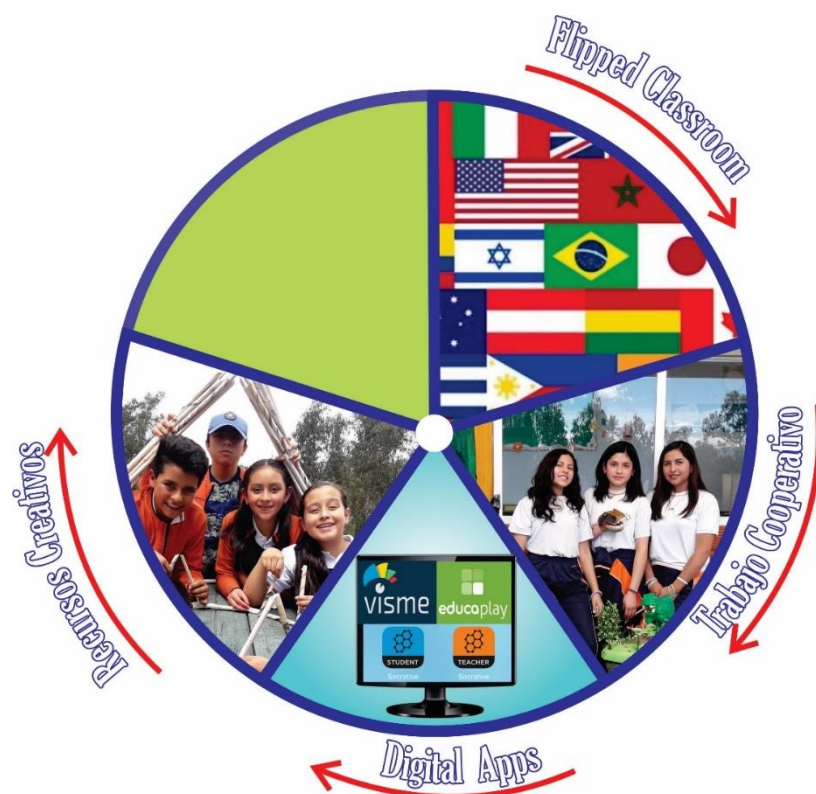 Flipped Classroom
Trabajo Cooperativo
visme
educaplay
STUDENT
TEACHER
Socrative
Socrative
Digital Apps
Recursos Creativos